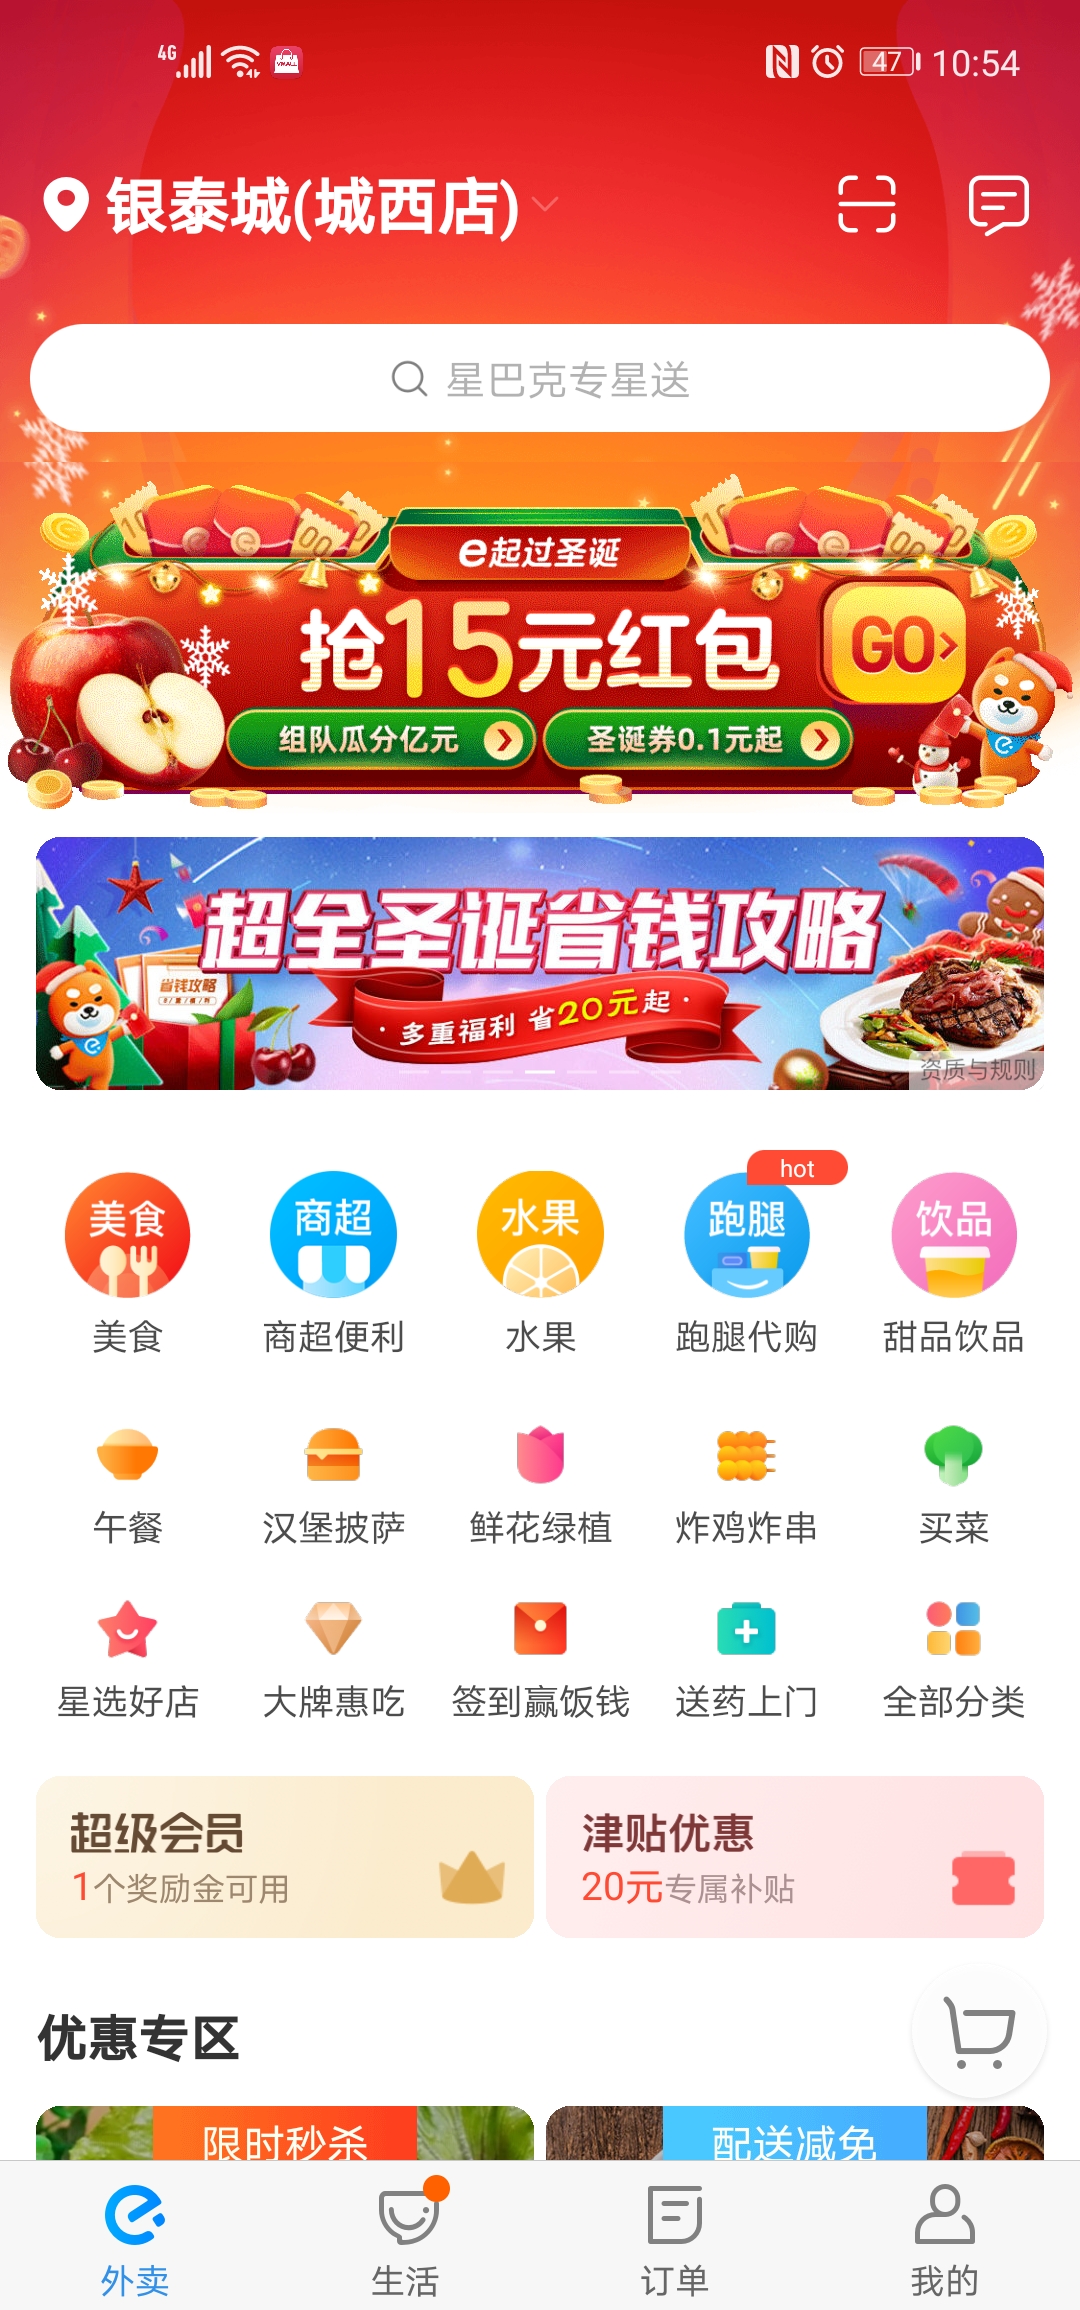 4G
VMALL
47
10:54
银泰城(城西店)
星巴克专星送
e起过圣诞
抢15元红包
GO
组队瓜分亿元
圣诞券0.1元起
超全圣诞省钱攻略
省钱攻略
·多重福利 省20元起·
资质与规则
hot
美食
商超
水果
跑腿
饮品
美食
商超便利
水果
跑腿代购
甜品饮品
午餐
汉堡披萨
鲜花绿植
炸鸡炸串
买菜
星选好店
大牌惠吃
签到赢饭钱
送药上门
全部分类
超级会员
1个奖励金可用
津贴优惠
20元专属补贴
优惠专区
限时秒杀
配送减免
外卖
生活
订单
我的